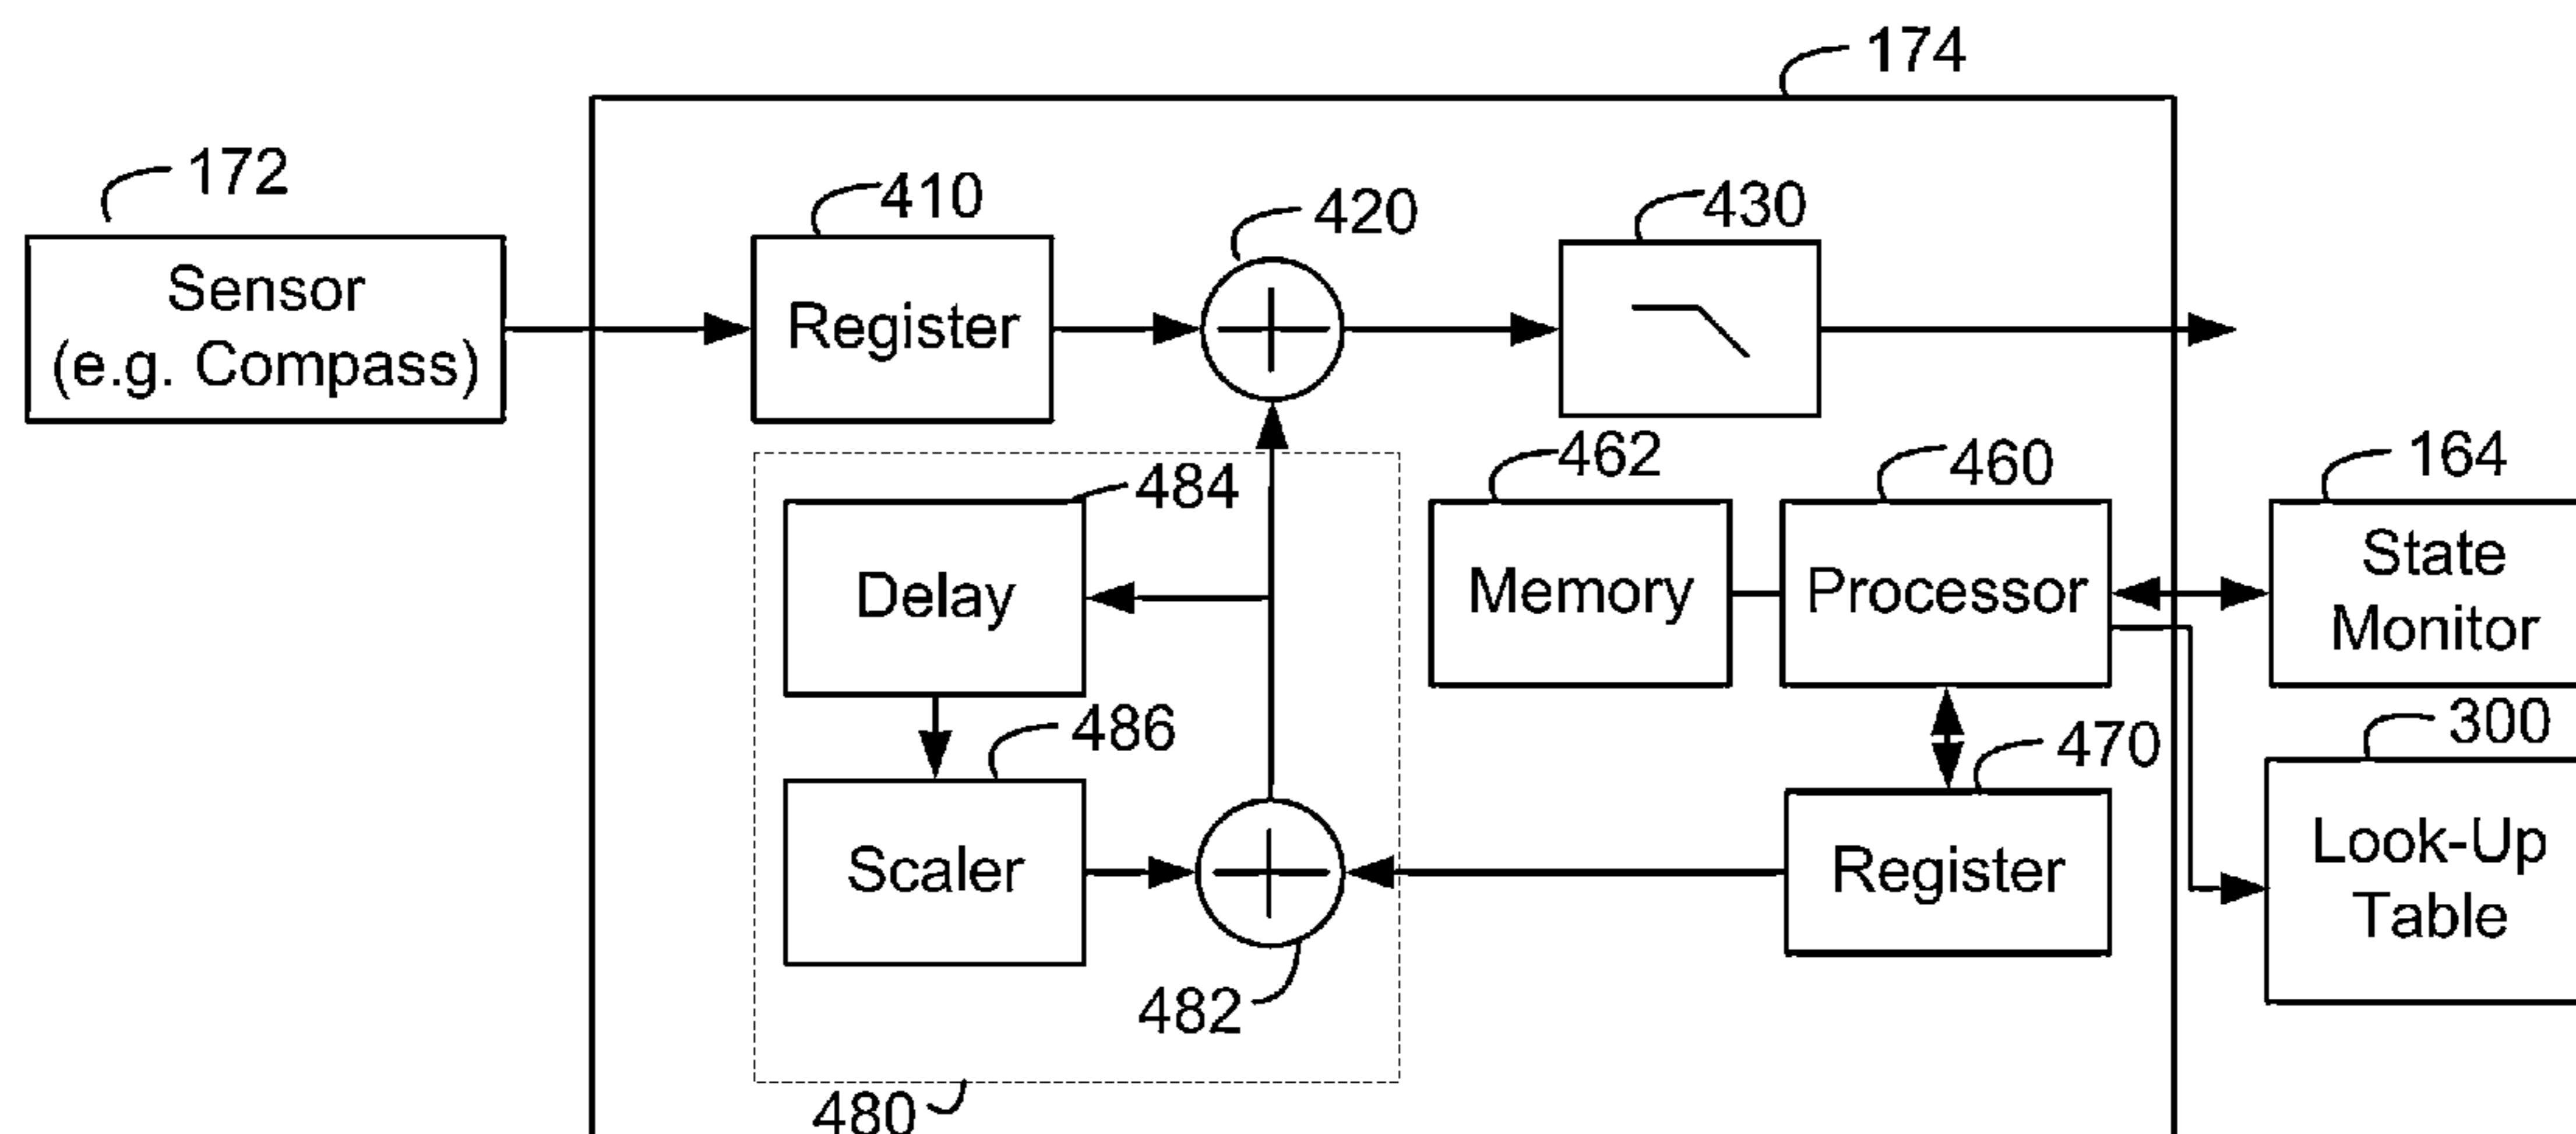 174
172
410
420
430
Sensor
(e.g. Compass)
Register
484
462
460
164
Delay
Memory
Processor
State
Monitor
486
470
300
Scaler
Register
Look-Up
Table
482
480